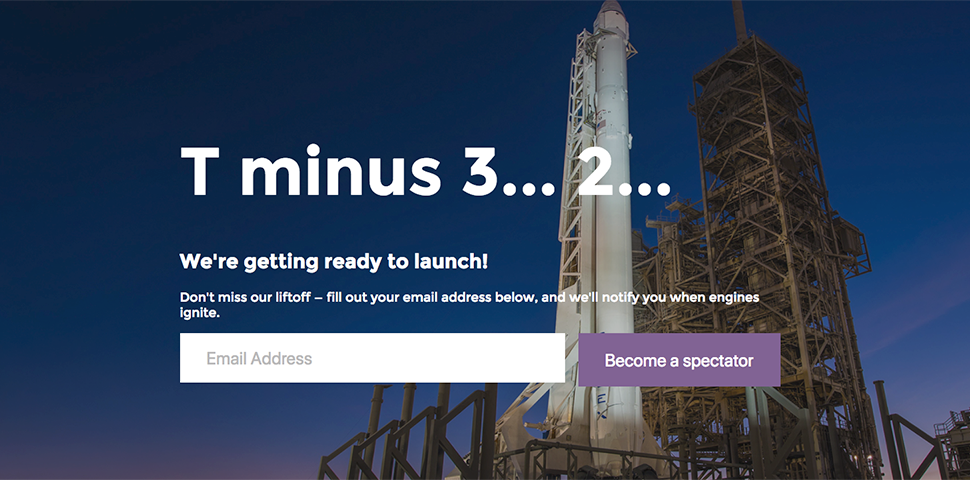 T minus 3... 2...
We're getting ready to launch!
Don't miss our liftoff – fill out your email address below, and we'll notify you when engines
ignite.
Email Address
Become a spectator
E
X